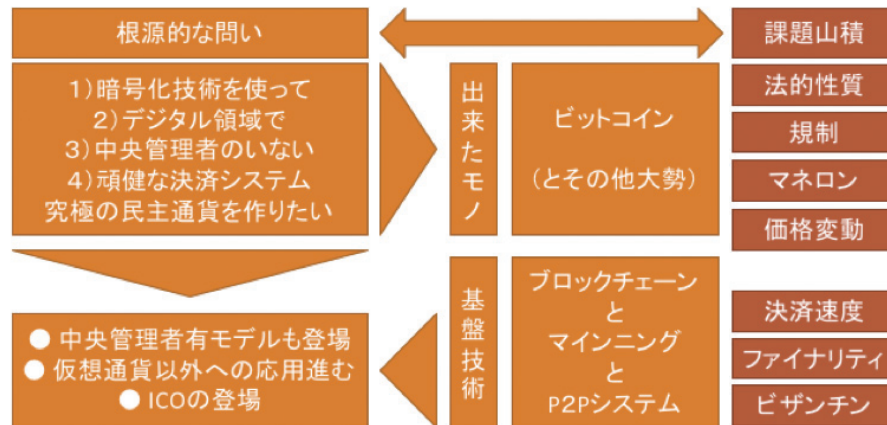 根源的な問い
課題山積
1)暗号化技術を使って
2)デジタル領域で
3)中央管理者のいない
4)頑健な決済システム
究極の民主通貨を作りたい
出来たモノ
ビットコイン
(とその他大勢)
法的性質
規制
マネロン
価格変動
● 中央管理者有モデルも登場
● 仮想通貨以外への応用進む
● ICOの登場
基盤技術
ブロックチェーン
と
マインニング
と
P2Pシステム
決済速度
ファイナリティ
ビザンチン